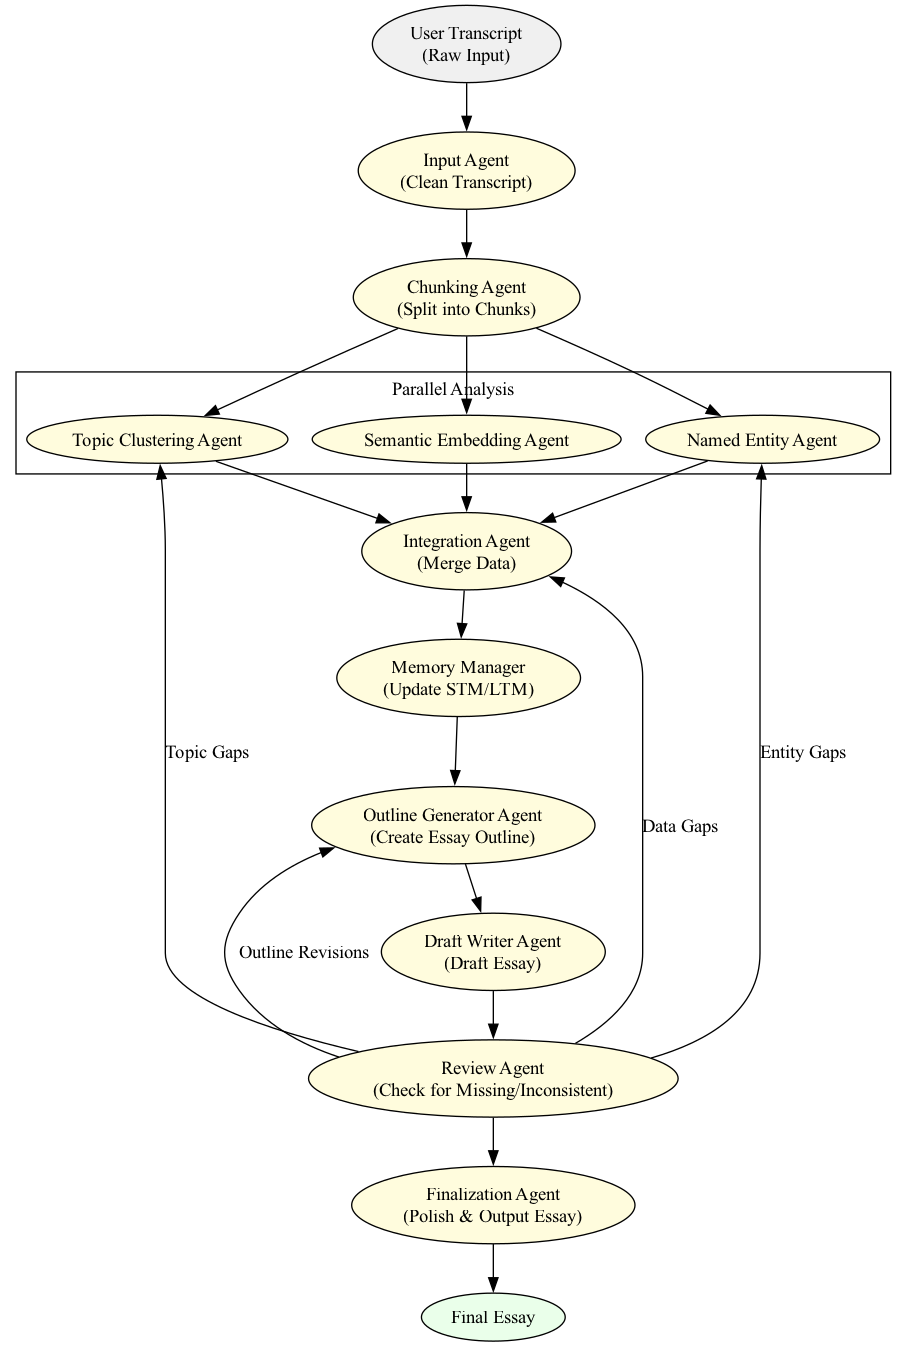 User Transcript
(Raw Input)
Input Agent
(Clean Transcript)
Chunking Agent
(Split into Chunks)
Parallel Analysis
Topic Clustering Agent
Semantic Embedding Agent
Named Entity Agent
Integration Agent
(Merge Data)
Memory Manager
(Update STM/LTM)
Topic Gaps
Entity Gaps
Outline Generator Agent
(Create Essay Outline)
Data Gaps
Draft Writer Agent
(Draft Essay)
Outline Revisions
Review Agent
(Check for Missing/Inconsistent)
Finalization Agent
(Polish & Output Essay)
Final Essay